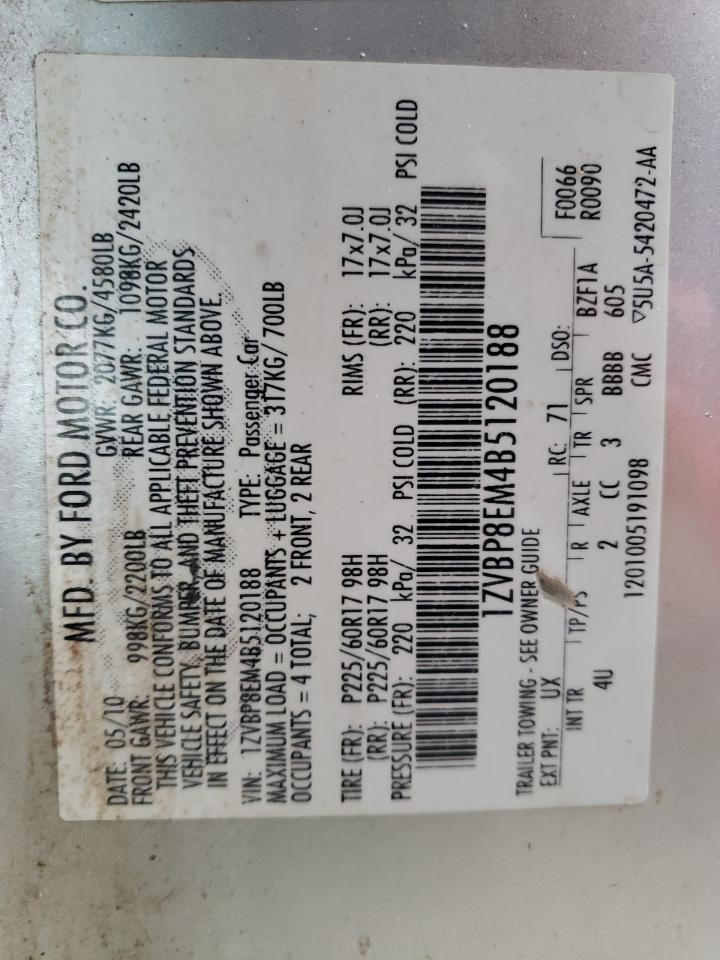 MFD. BY FORD MOTOR CO.
DATE: 05/10 GVWR: 2077KG/4580LB
FRONT GAWR: 998KG/2200LB REAR GAWR: 1098KG/2420LB
THIS VEHICLE CONFORMS TO ALL APPLICABLE FEDERAL MOTOR
VEHICLE SAFETY, BUMPER, AND THEFT PREVENTION STANDARDS
IN EFFECT ON THE DATE OF MANUFACTURE SHOWN ABOVE.
VIN: 1ZVBP8EM4B5120188 TYPE: Passenger Car
MAXIMUM LOAD = OCCUPANTS + LUGGAGE = 317KG/ 700LB
OCCUPANTS = 4 TOTAL; 2 FRONT, 2 REAR
TIRE (FR): P225/60R17 98H RIMS (FR): 17x7.0J
(RR): P225/60R17 98H (RR): 17x7.0J
PRESSURE (FR): 220 kPa/ 32 PSI COLD (RR): 220 kPa/ 32 PSI COLD
1ZVBP8EM4B5120188
TRAILER TOWING - SEE OWNER GUIDE
EXT PNT: UX RC: 71 DSO: F0066
R0090
INT TR TP/PS R AXLE TR SPR BZF1A
4U 2 CC 3 BBBB 605
1201005191098 CMC ▽5U5A-5420472-AA